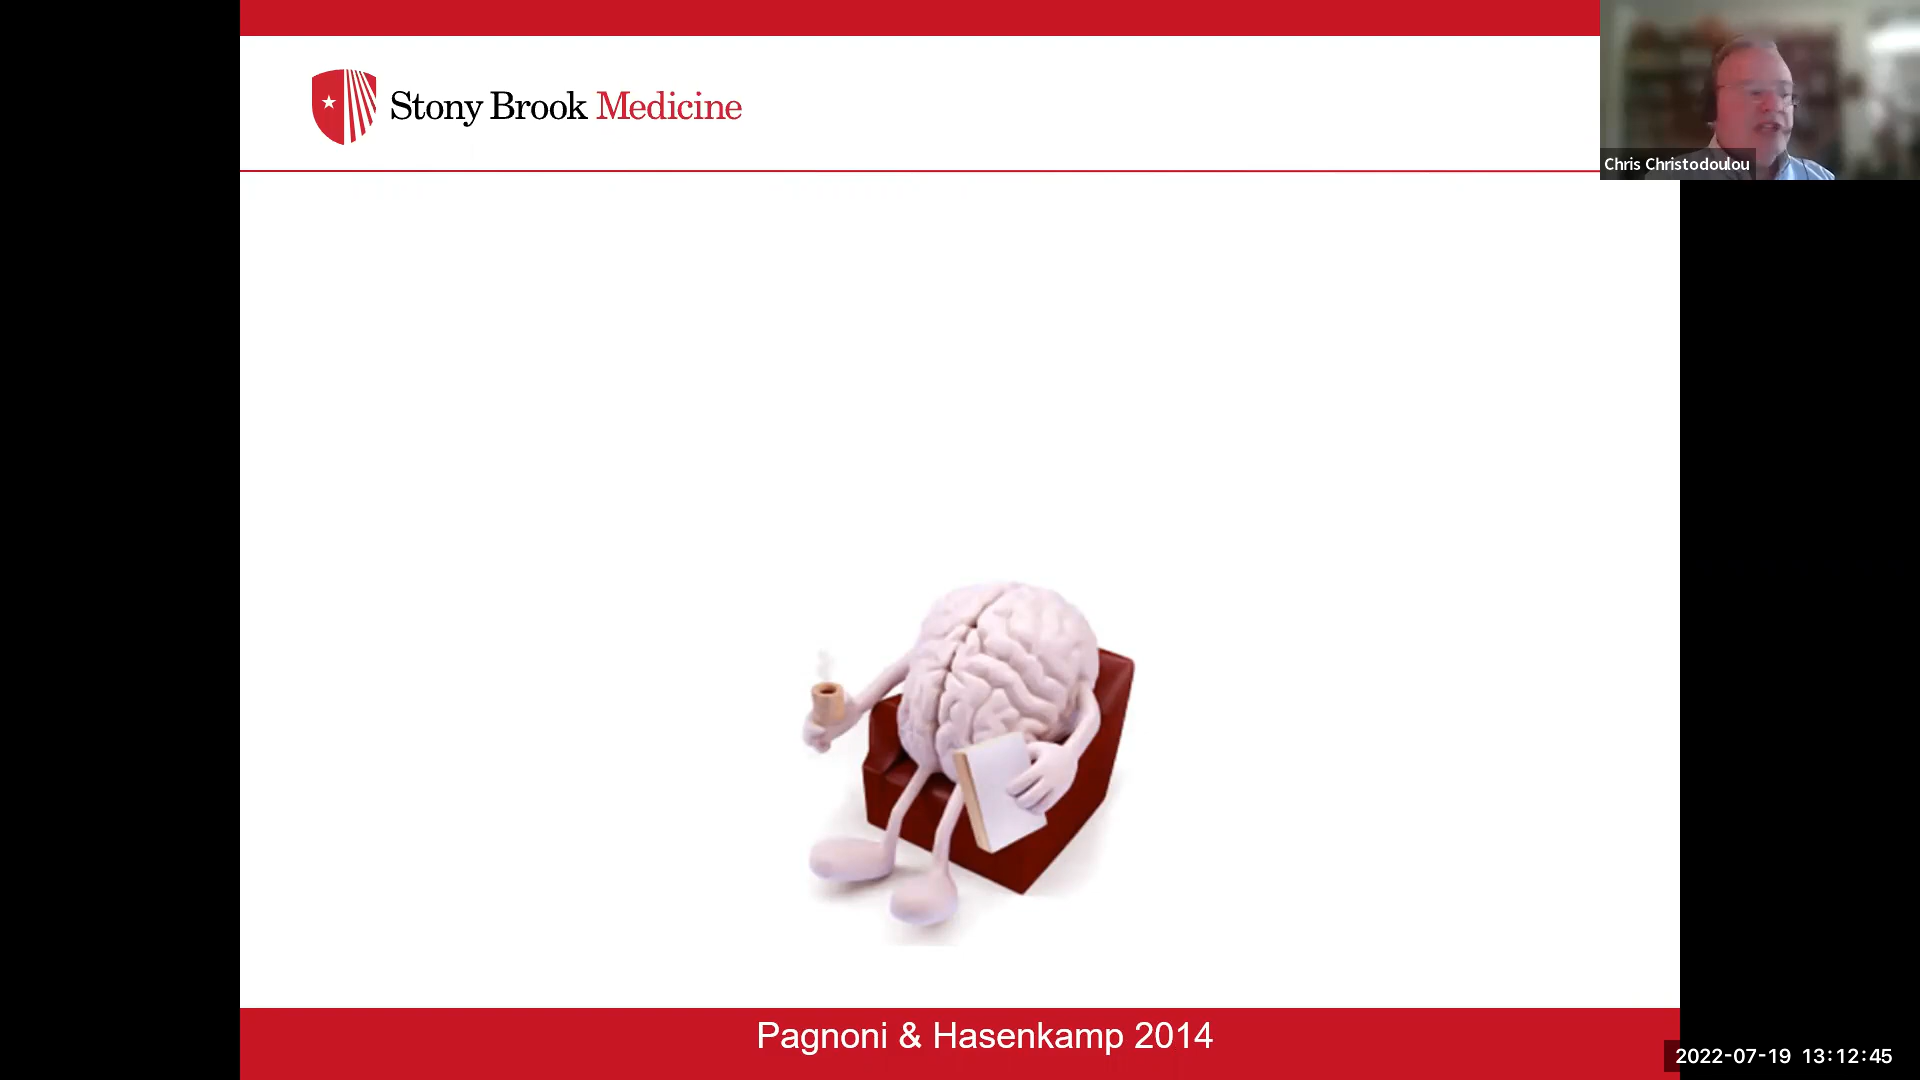 Stony Brook Medicine
Chris Christodoulou
Pagnoni & Hasenkamp 2014
2022-07-19 13:12:45